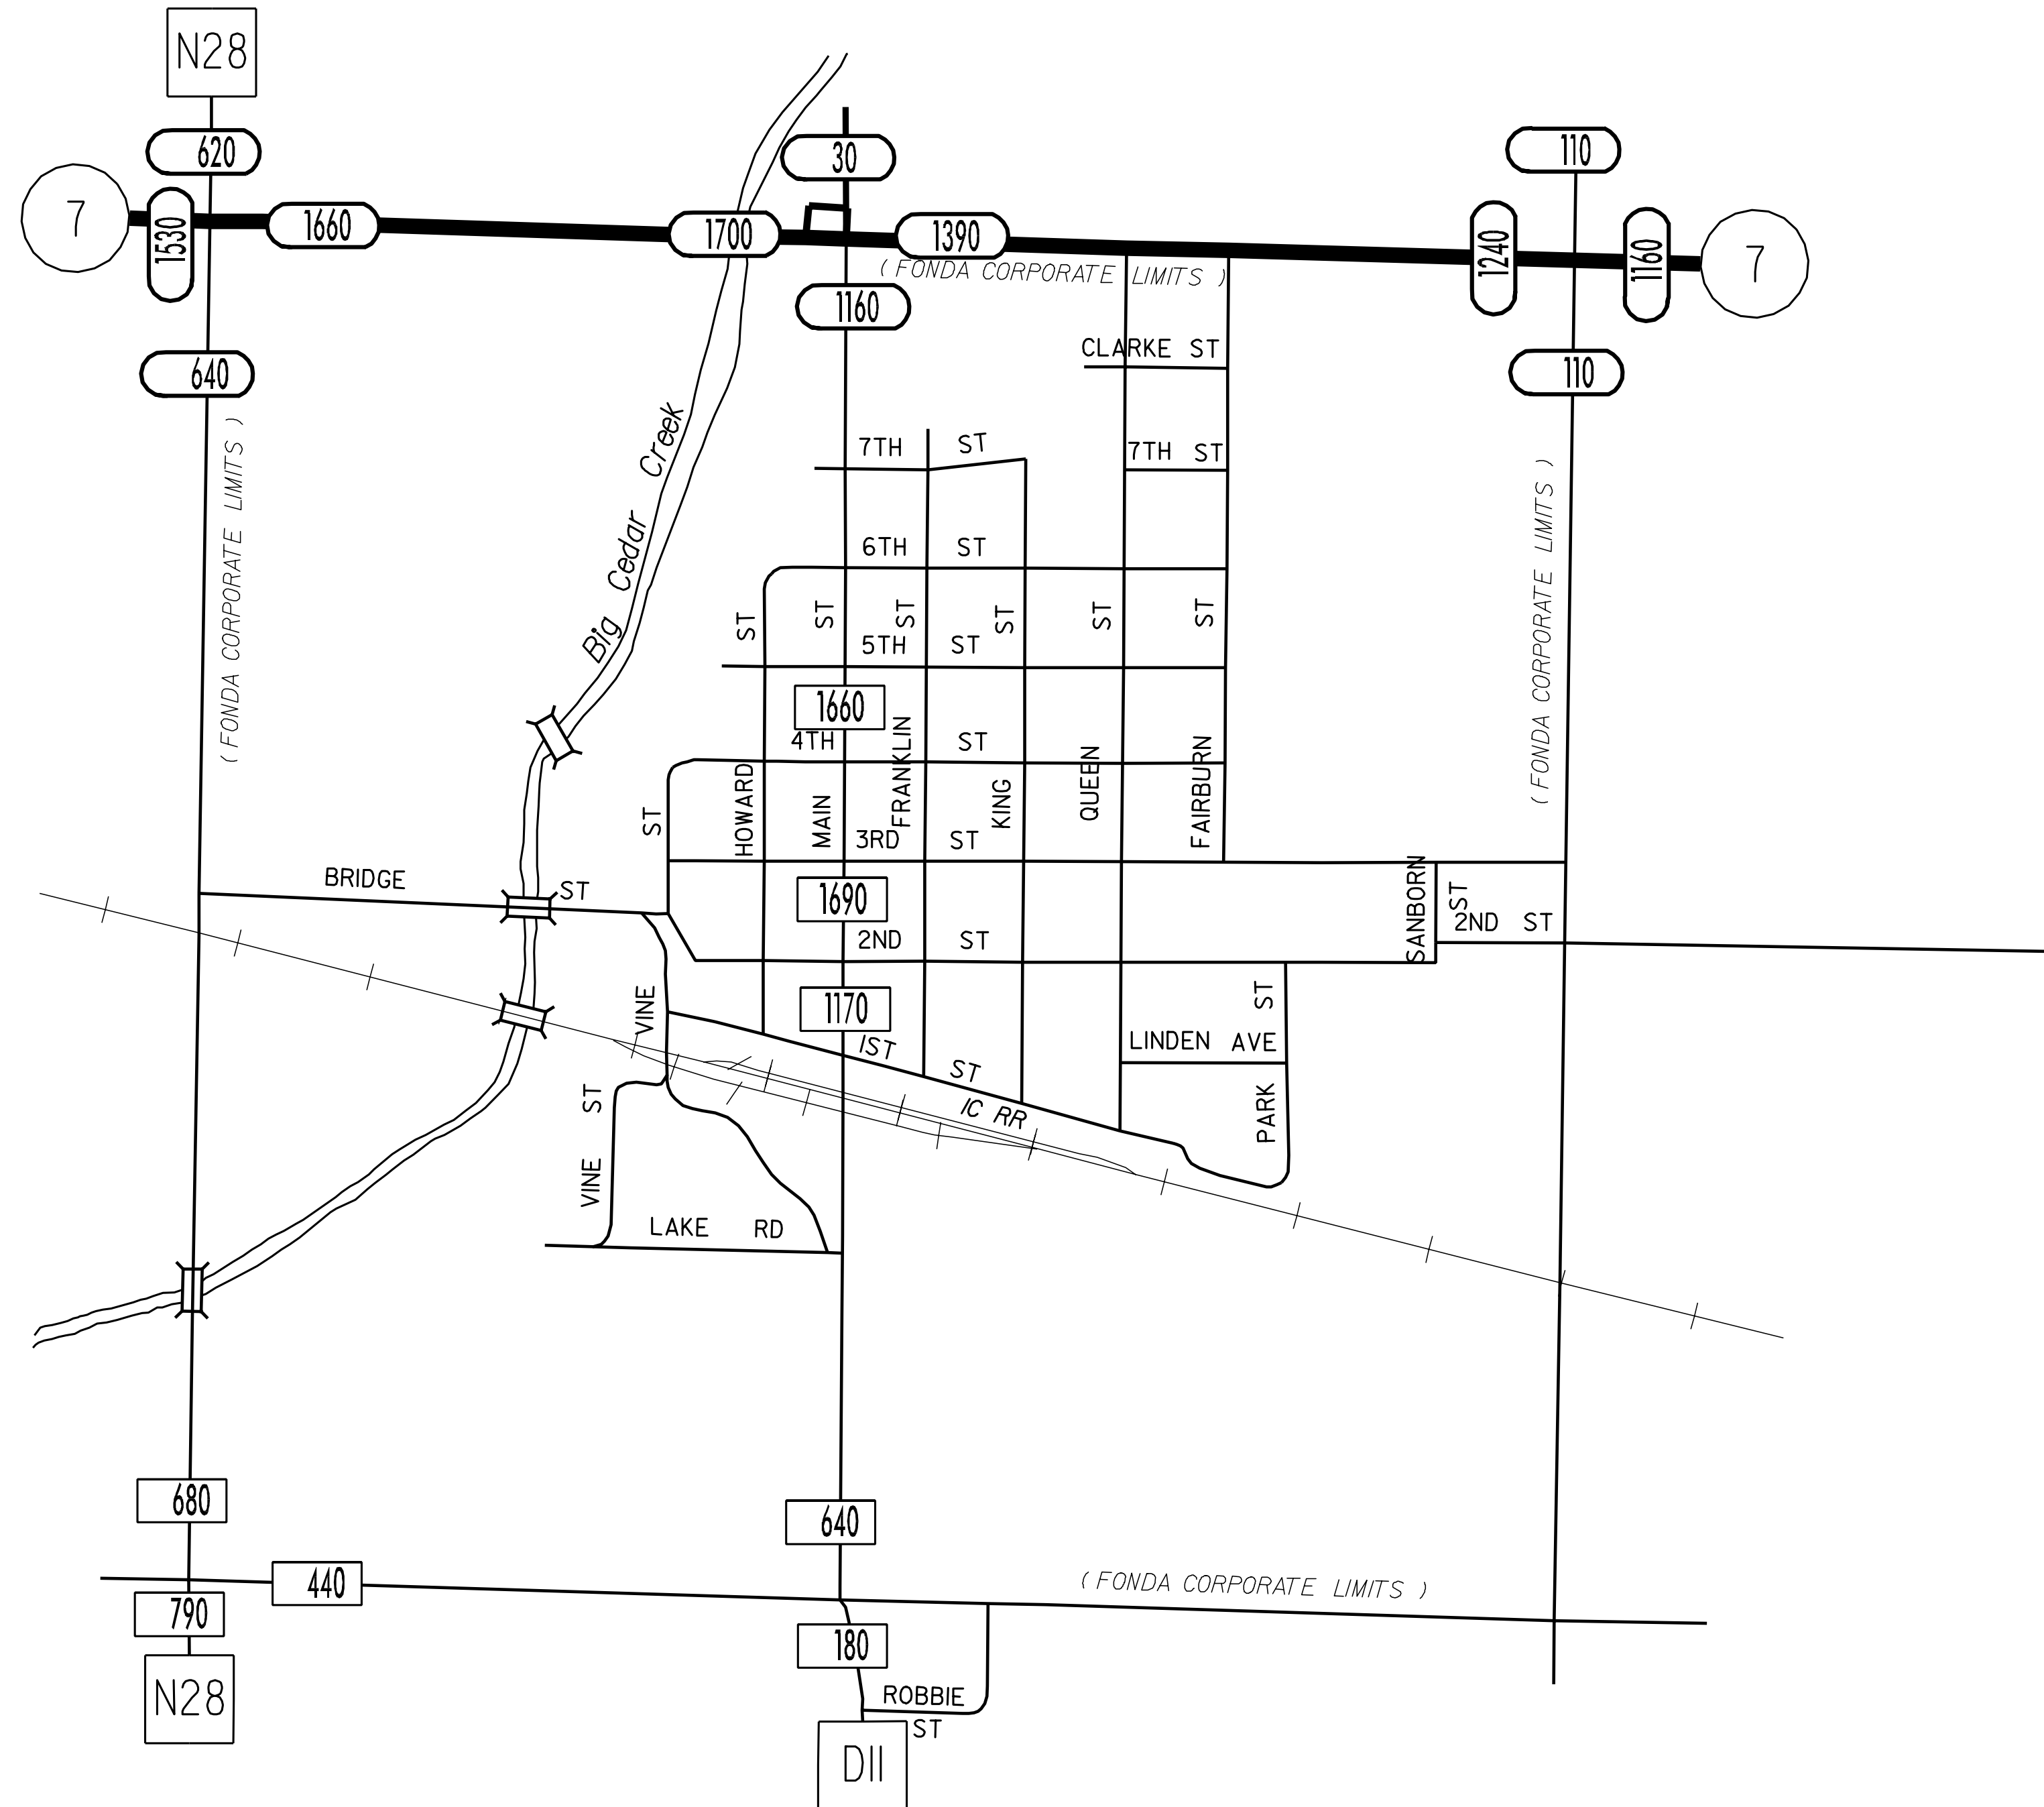 N28
620
30
110
7
1530
1660
1700
1390
1240
1160
7
( FONDA CORPORATE LIMITS )
1160
CLARKE ST
640
110
( FONDA CORPORATE LIMITS )
Big Cedar Creek
7TH ST
7TH ST
( FONDA CORPORATE LIMITS )
6TH ST
5TH ST
1660
4TH ST
HOWARD ST
MAIN ST
FRANKLIN ST
KING ST
QUEEN ST
FAIRBURN ST
3RD ST
BRIDGE ST
1690
SANBORN ST
2ND ST
2ND ST
VINE ST
1170
1ST ST
LINDEN AVE
PARK ST
IC RR
VINE ST
LAKE RD
680
640
440
( FONDA CORPORATE LIMITS )
790
180
N28
ROBBIE
ST
D11